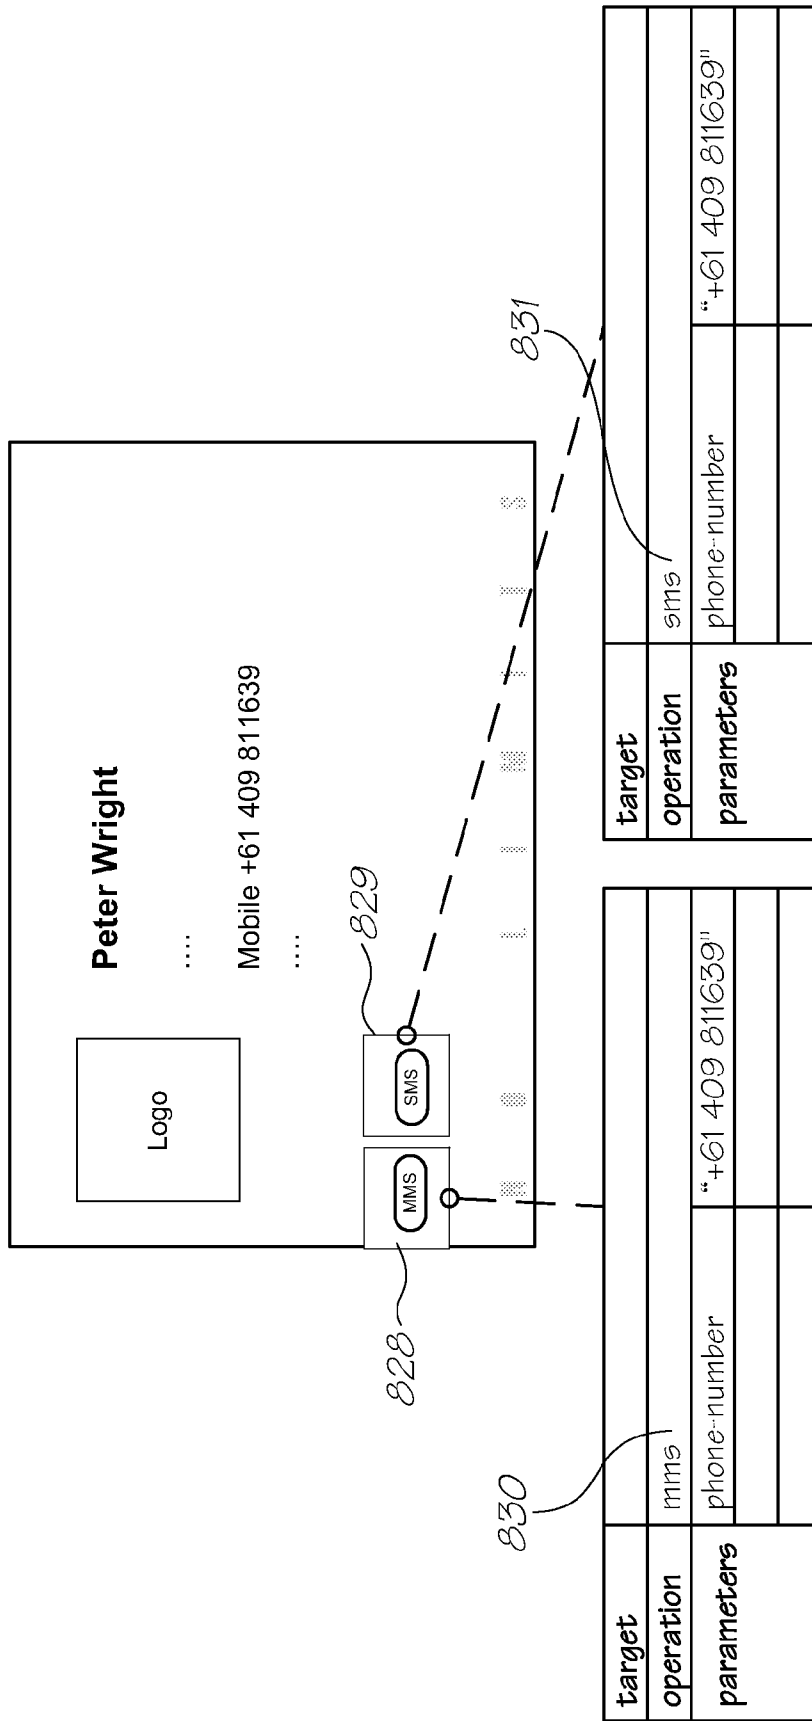 Peter Wright
....
Mobile +61 409 811639
....
Logo
829
MMS
SMS
828
830
831
target
operation mms
parameters phone-number "+61 409 811639"
target
operation sms
parameters phone-number "+61 409 811639"